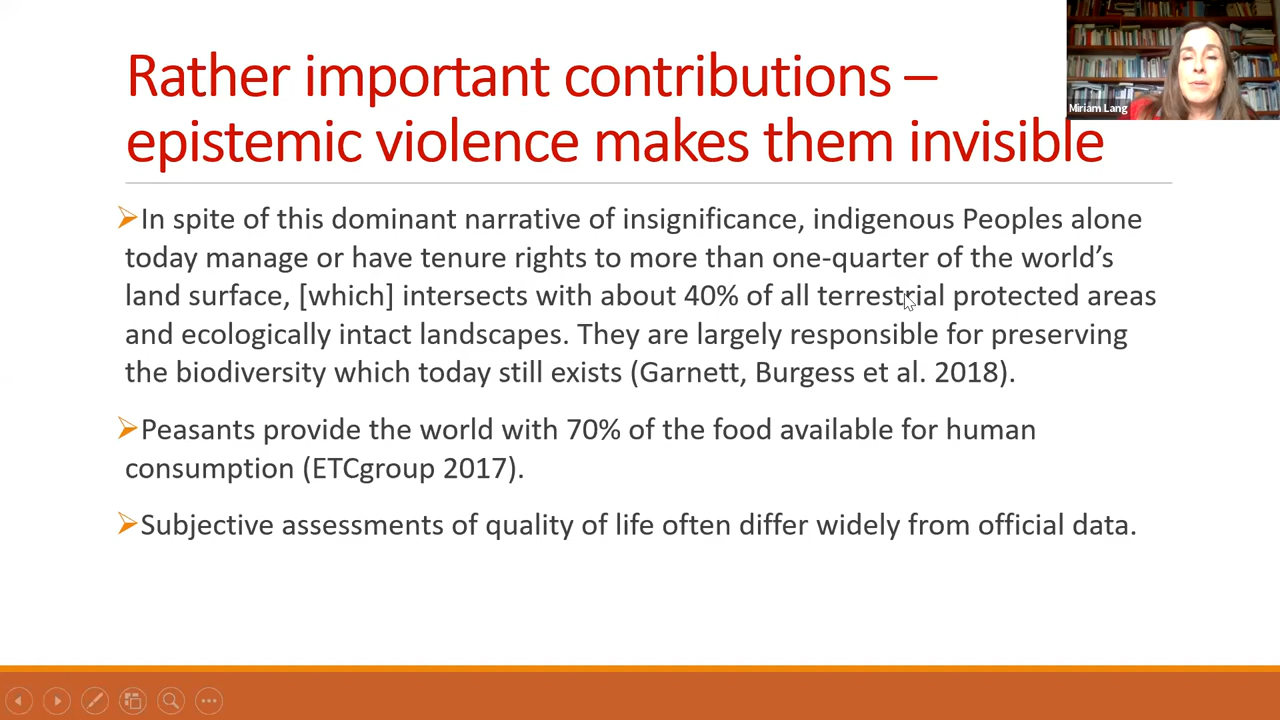 Rather important contributions –
epistemic violence makes them invisible
Miriam Lang
In spite of this dominant narrative of insignificance, indigenous Peoples alone
today manage or have tenure rights to more than one-quarter of the world’s
land surface, [which] intersects with about 40% of all terrestrial protected areas
and ecologically intact landscapes. They are largely responsible for preserving
the biodiversity which today still exists (Garnett, Burgess et al. 2018).
Peasants provide the world with 70% of the food available for human
consumption (ETCgroup 2017).
Subjective assessments of quality of life often differ widely from official data.